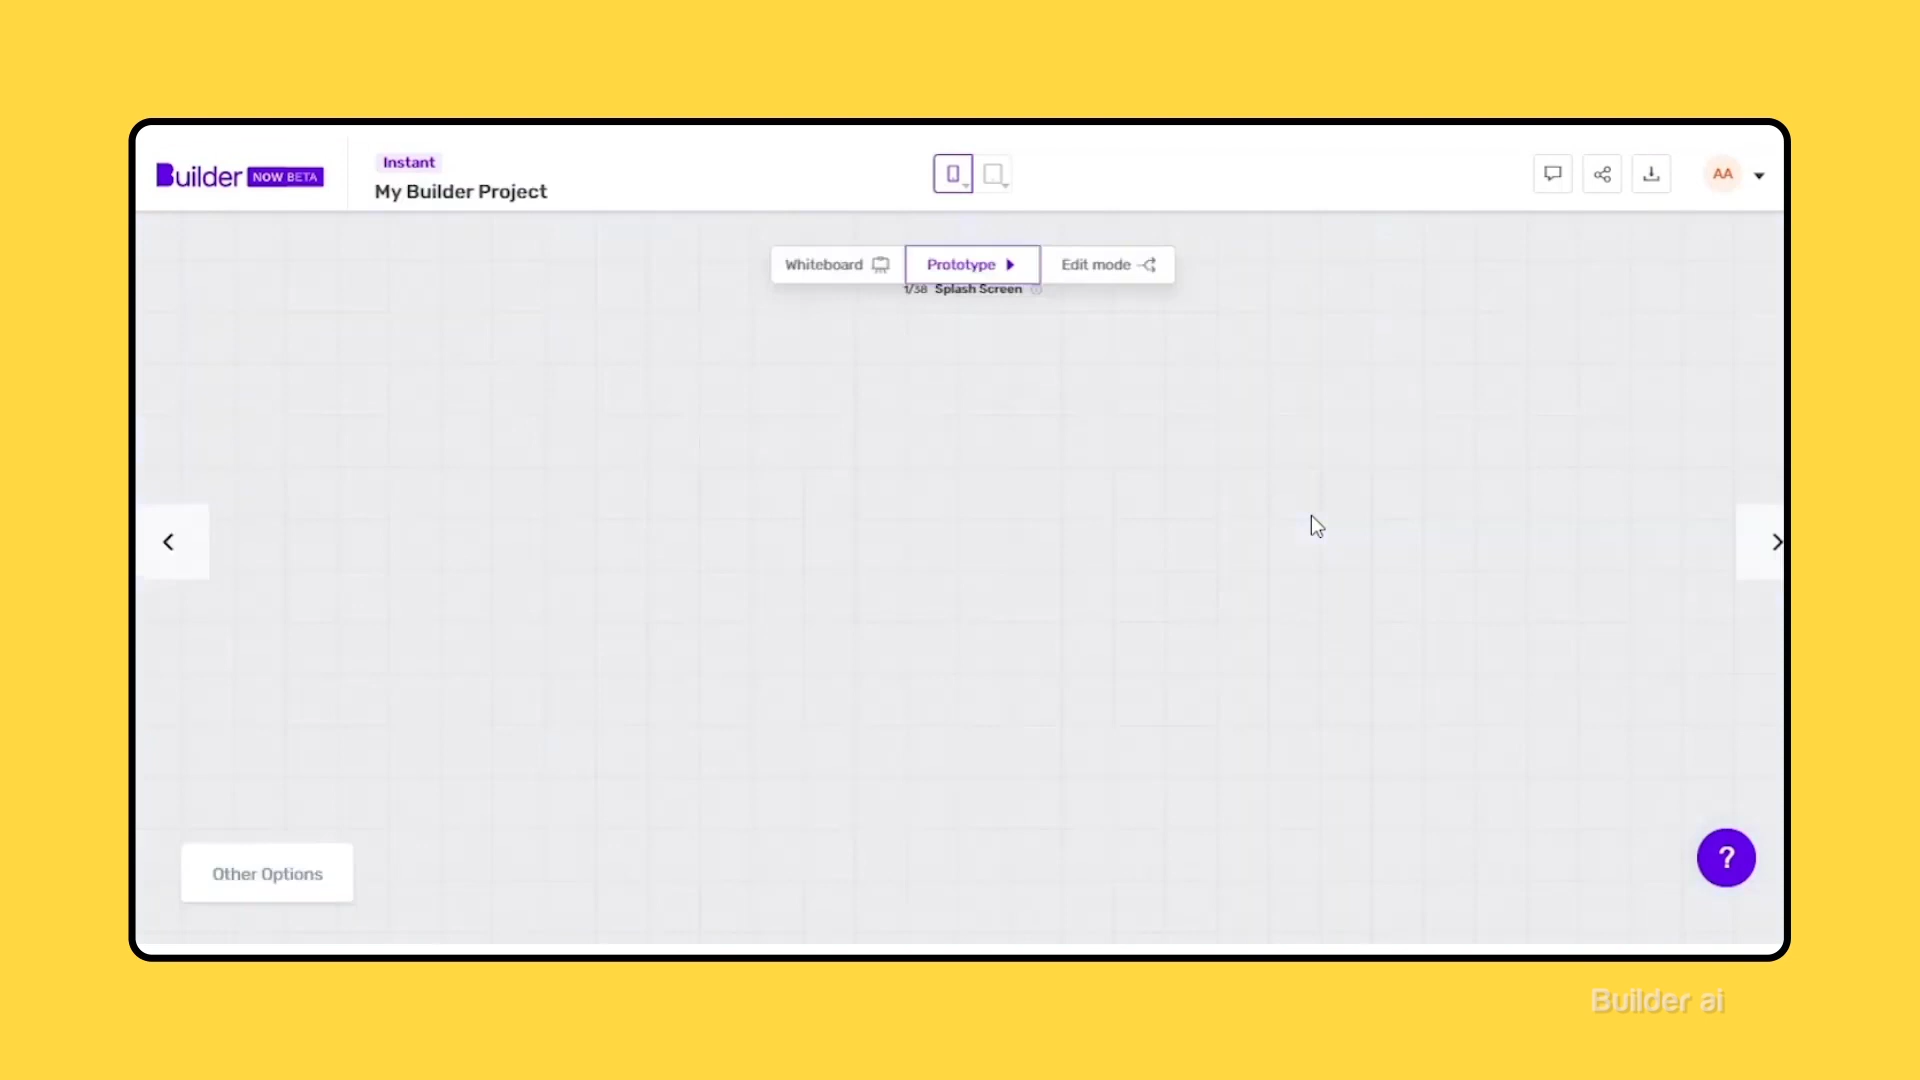 Builder NOW BETA
Instant
My Builder Project
AA
Whiteboard
Prototype
Edit mode
1/38 Splash Screen
Other Options
?
Builder ai